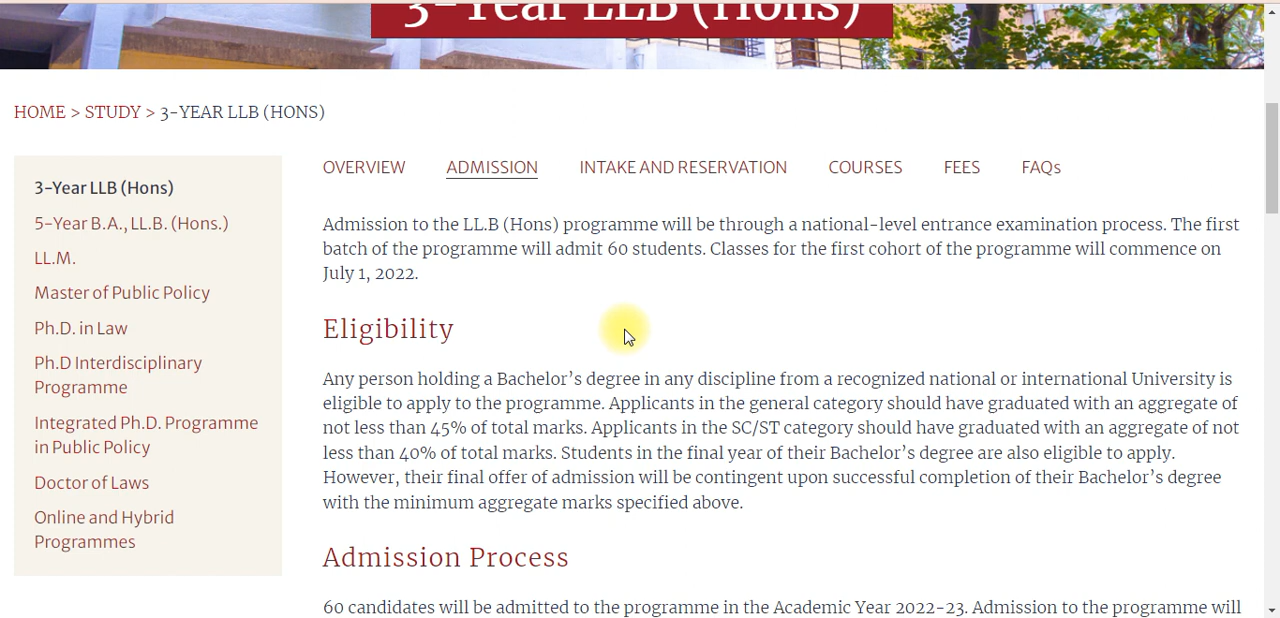 3-Year LLB (Hons)
HOME > STUDY > 3-YEAR LLB (HONS)
3-Year LLB (Hons)
5-Year B.A., LL.B. (Hons.)
LL.M.
Master of Public Policy
Ph.D. in Law
Ph.D Interdisciplinary
Programme
Integrated Ph.D. Programme
in Public Policy
Doctor of Laws
Online and Hybrid
Programmes
OVERVIEW ADMISSION INTAKE AND RESERVATION COURSES FEES FAQs
Admission to the LL.B (Hons) programme will be through a national-level entrance examination process. The first
batch of the programme will admit 60 students. Classes for the first cohort of the programme will commence on
July 1, 2022.
Eligibility
Any person holding a Bachelor's degree in any discipline from a recognized national or international University is
eligible to apply to the programme. Applicants in the general category should have graduated with an aggregate of
not less than 45% of total marks. Applicants in the SC/ST category should have graduated with an aggregate of not
less than 40% of total marks. Students in the final year of their Bachelor's degree are also eligible to apply.
However, their final offer of admission will be contingent upon successful completion of their Bachelor's degree
with the minimum aggregate marks specified above.
Admission Process
60 candidates will be admitted to the programme in the Academic Year 2022-23. Admission to the programme will